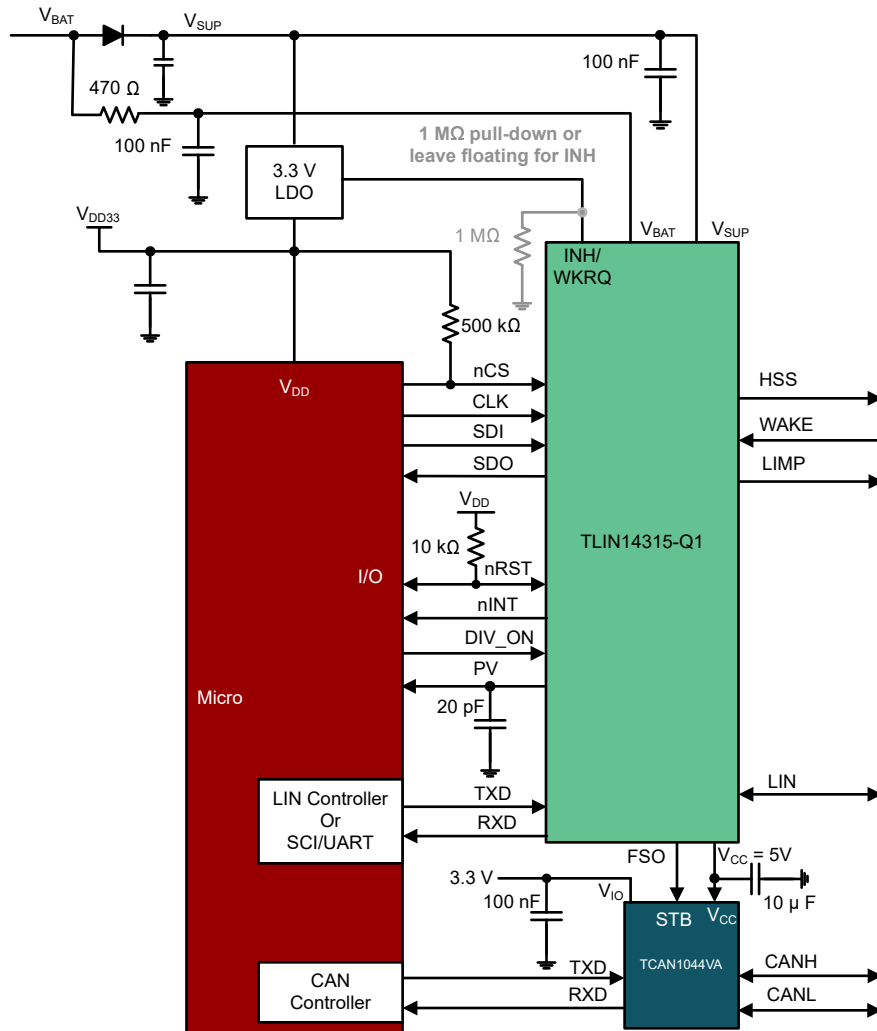 VBAT
VSUP
100 nF
470 Ω
100 nF
1 MΩ pull-down or
leave floating for INH
3.3 V
LDO
VDD33
1 MΩ
VBAT
VSUP
INH/
WKRQ
500 kΩ
VDD
nCS
CLK
SDI
SDO
HSS
WAKE
LIMP
VDD
10 kΩ
TLIN14315-Q1
I/O
nRST
nINT
DIV_ON
PV
Micro
20 pF
LIN Controller
Or
SCI/UART
TXD
RXD
LIN
FSO
VCC = 5V
3.3 V
VIO
100 nF
10 µ F
STB
VCC
TCAN1044VA
CAN
Controller
TXD
RXD
CANH
CANL